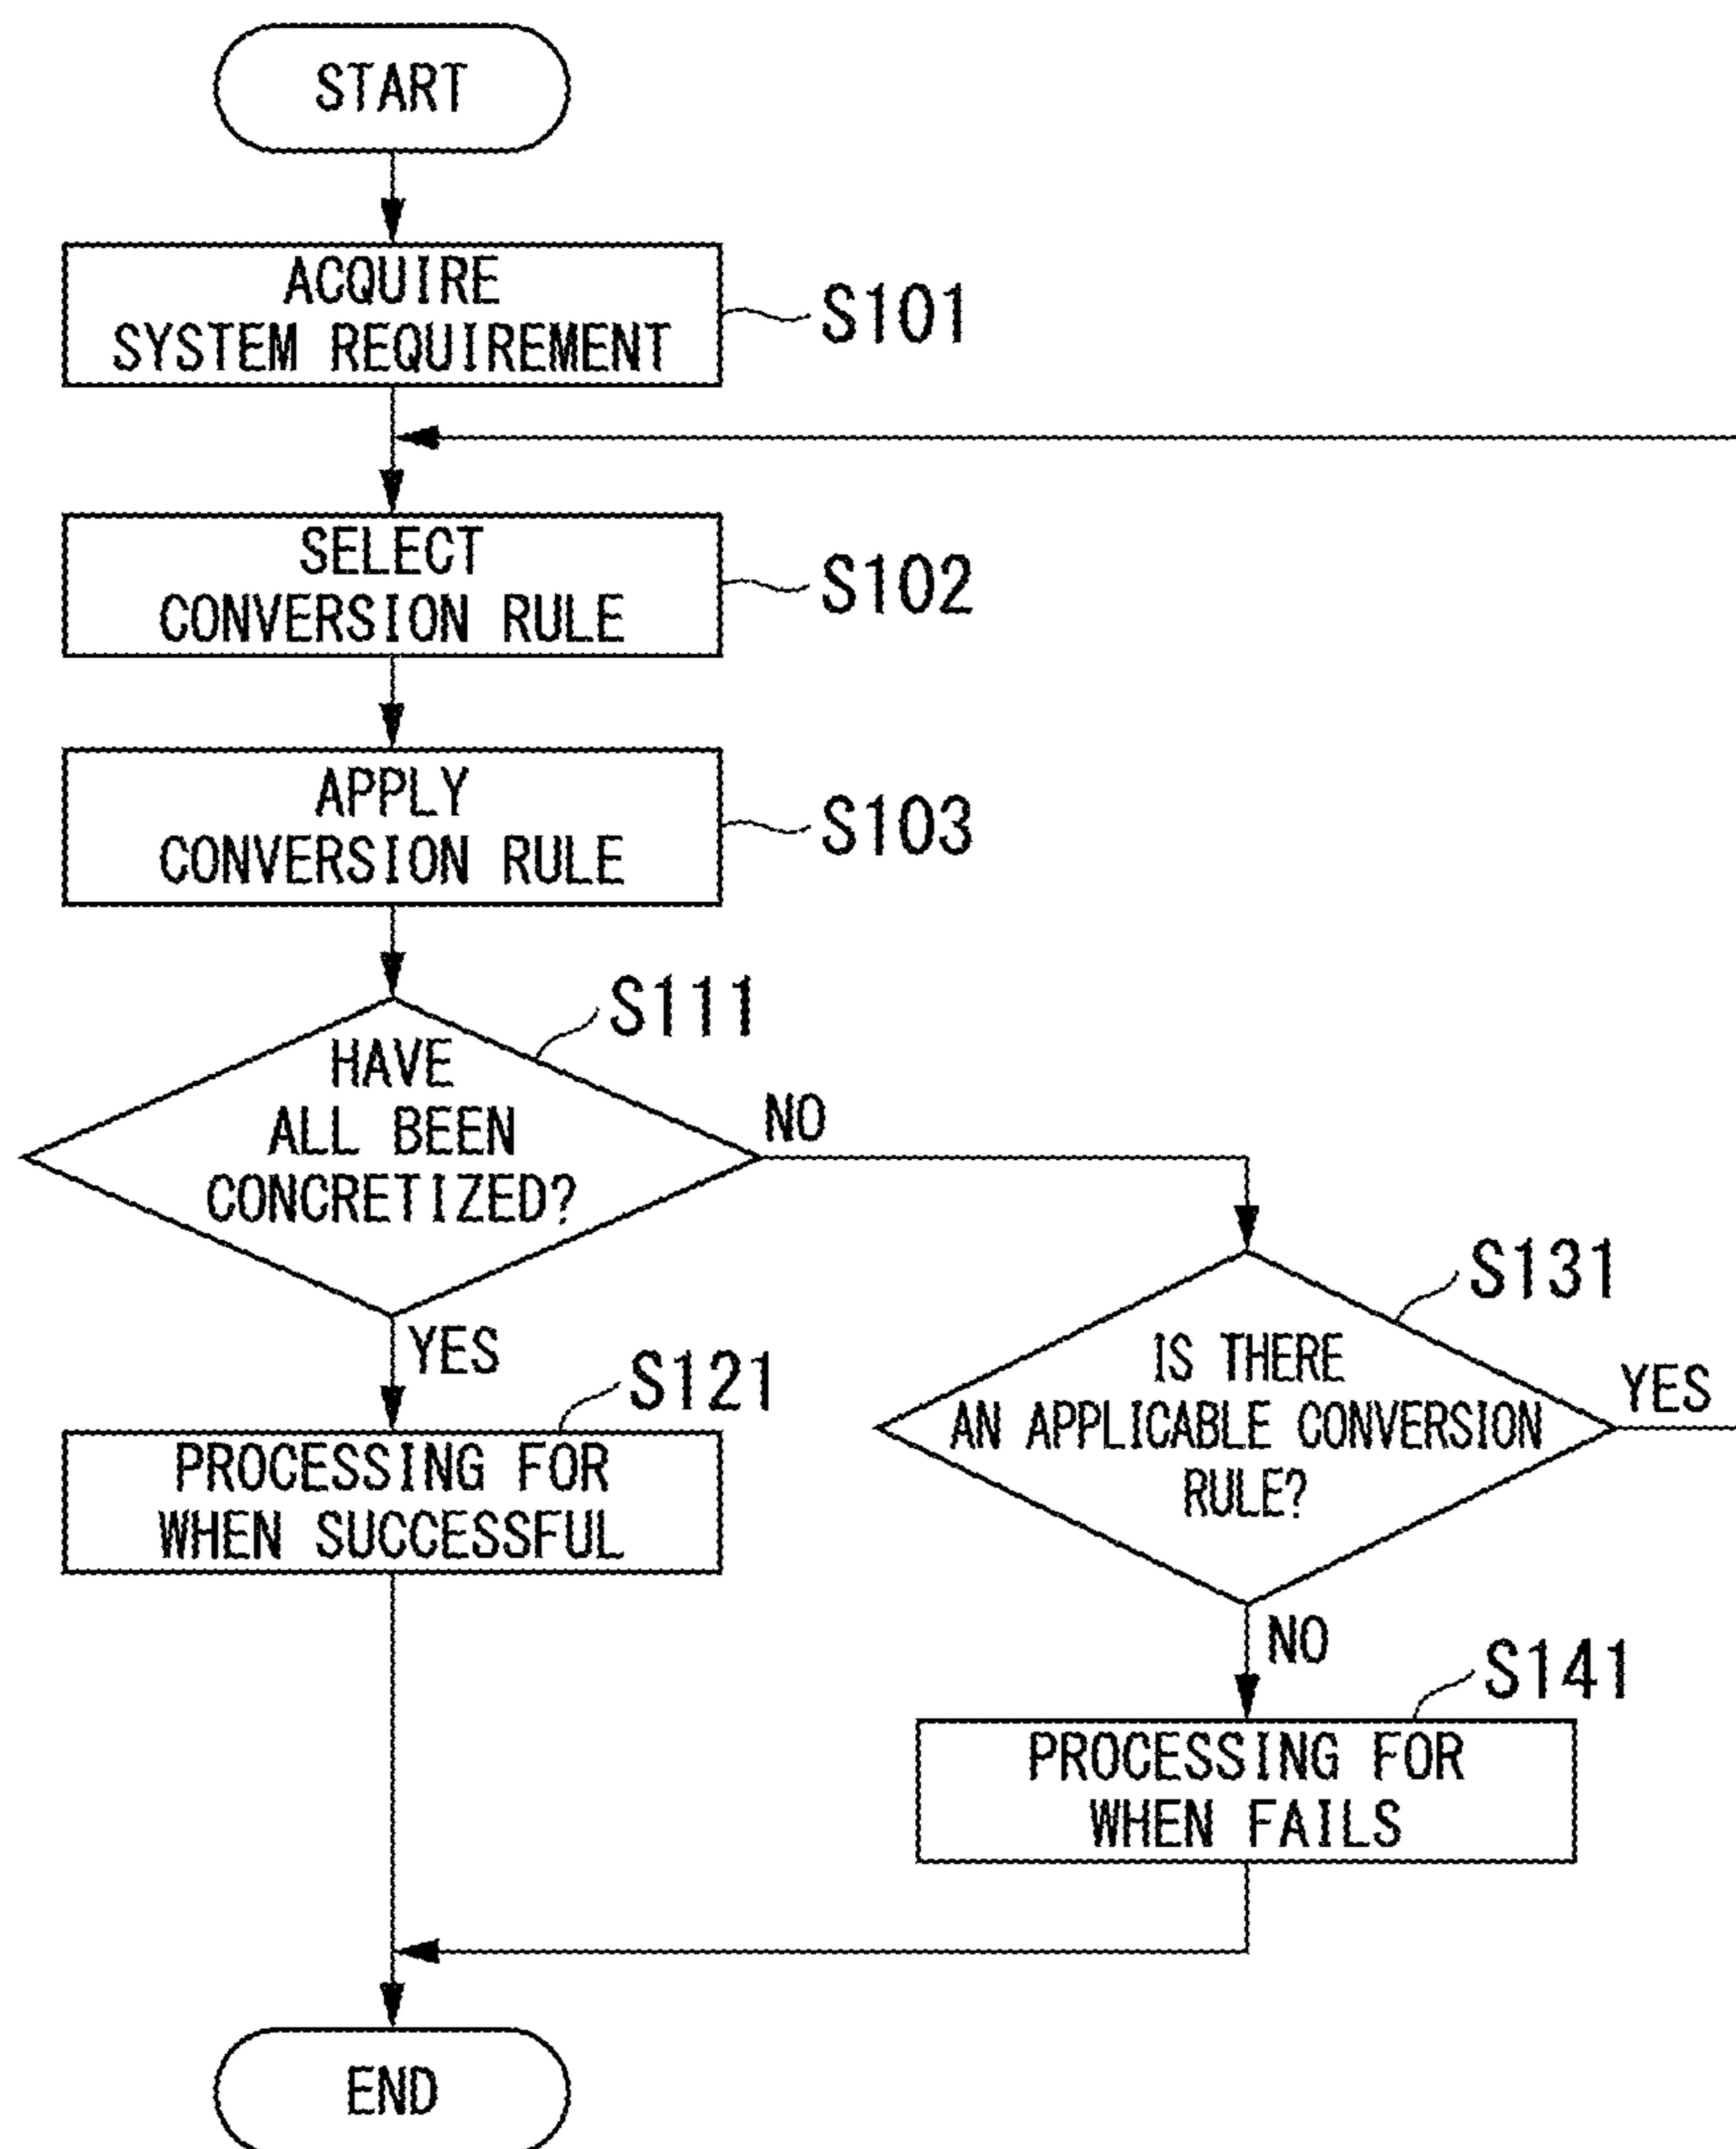 START
ACQUIRE
SYSTEM REQUIREMENT
S101
SELECT
CONVERSION RULE
S102
APPLY
CONVERSION RULE
S103
S111
HAVE
ALL BEEN
CONCRETIZED?
NO
YES
S121
PROCESSING FOR
WHEN SUCCESSFUL
S131
IS THERE
AN APPLICABLE CONVERSION
RULE?
YES
NO
S141
PROCESSING FOR
WHEN FAILS
END